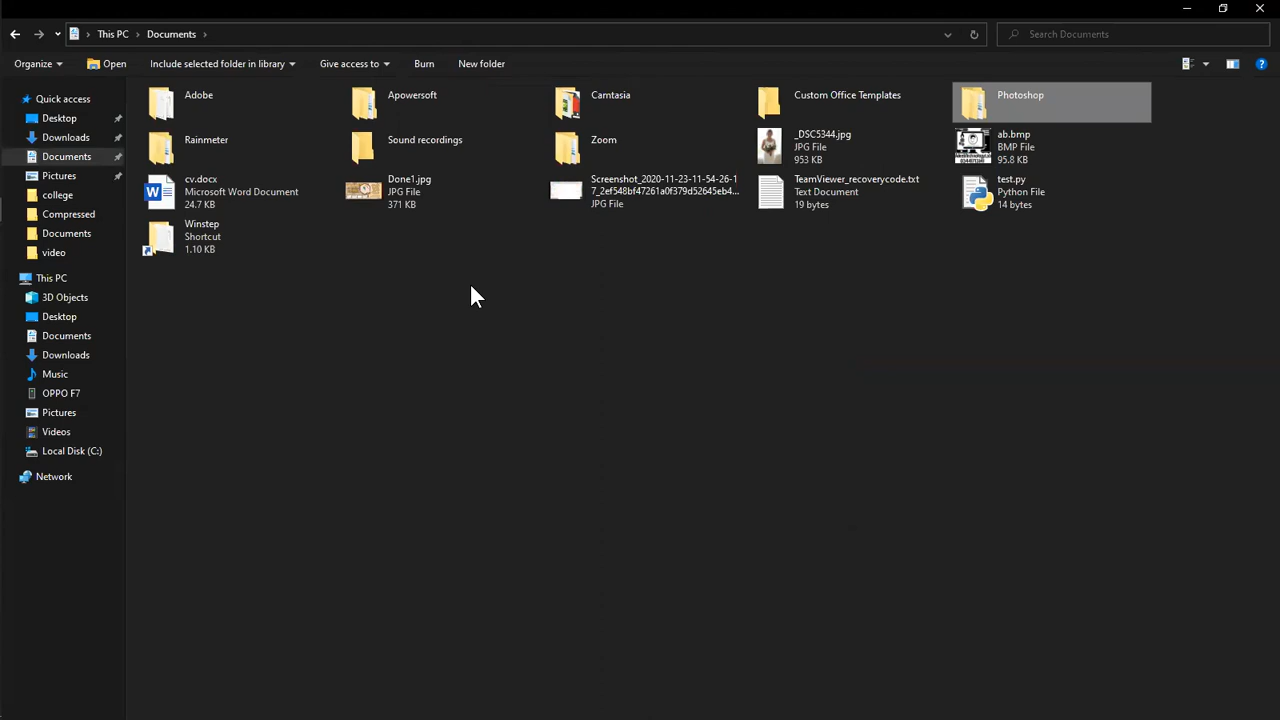 This PC > Documents >
Search Documents
Organize
Open
Include selected folder in library
Give access to
Burn
New folder
Quick access
Desktop
Downloads
Documents
Pictures
college
Compressed
Documents
video
This PC
3D Objects
Desktop
Documents
Downloads
Music
OPPO F7
Pictures
Videos
Local Disk (C:)
Network
Adobe
Apowersoft
Camtasia
Custom Office Templates
Photoshop
Rainmeter
Sound recordings
Zoom
_DSC5344.jpg
JPG File
953 KB
ab.bmp
BMP File
95.8 KB
cv.docx
Microsoft Word Document
24.7 KB
Done1.jpg
JPG File
371 KB
Screenshot_2020-11-23-11-54-26-1
7_2ef548bf47261a0f379d52645eb4...
JPG File
TeamViewer_recoverycode.txt
Text Document
19 bytes
test.py
Python File
14 bytes
Winstep
Shortcut
1.10 KB